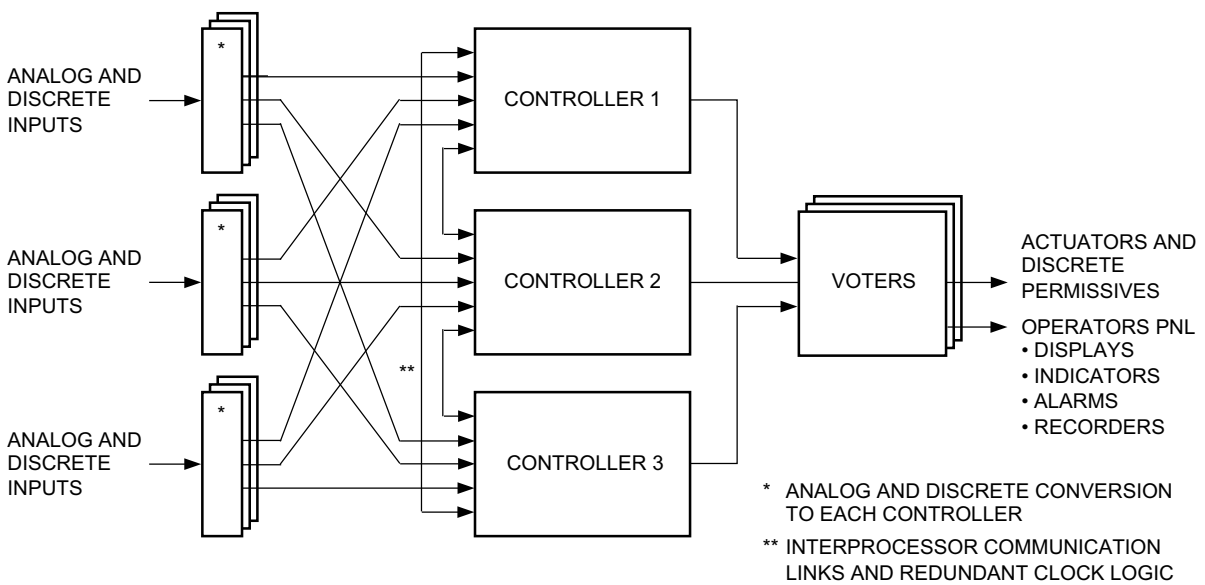 *
ANALOG AND
DISCRETE
INPUTS
CONTROLLER 1
*
ANALOG AND
DISCRETE
INPUTS
CONTROLLER 2
VOTERS
ACTUATORS AND
DISCRETE
PERMISSIVES
OPERATORS PNL
• DISPLAYS
• INDICATORS
• ALARMS
• RECORDERS
**
*
ANALOG AND
DISCRETE
INPUTS
CONTROLLER 3
* ANALOG AND DISCRETE CONVERSION
TO EACH CONTROLLER
** INTERPROCESSOR COMMUNICATION
LINKS AND REDUNDANT CLOCK LOGIC